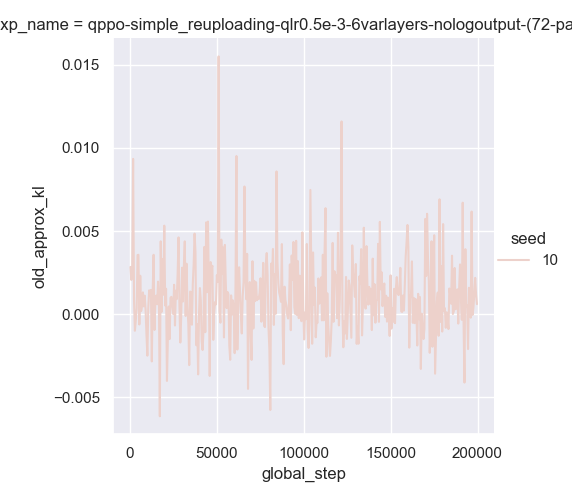 xp_name = qppo-simple_reuploading-qlr0.5e-3-6varlayers-nologoutput-(72-pa
0.015
0.010
0.005
0.000
−0.005
old_approx_kl
0
50000
100000
150000
200000
global_step
seed
10